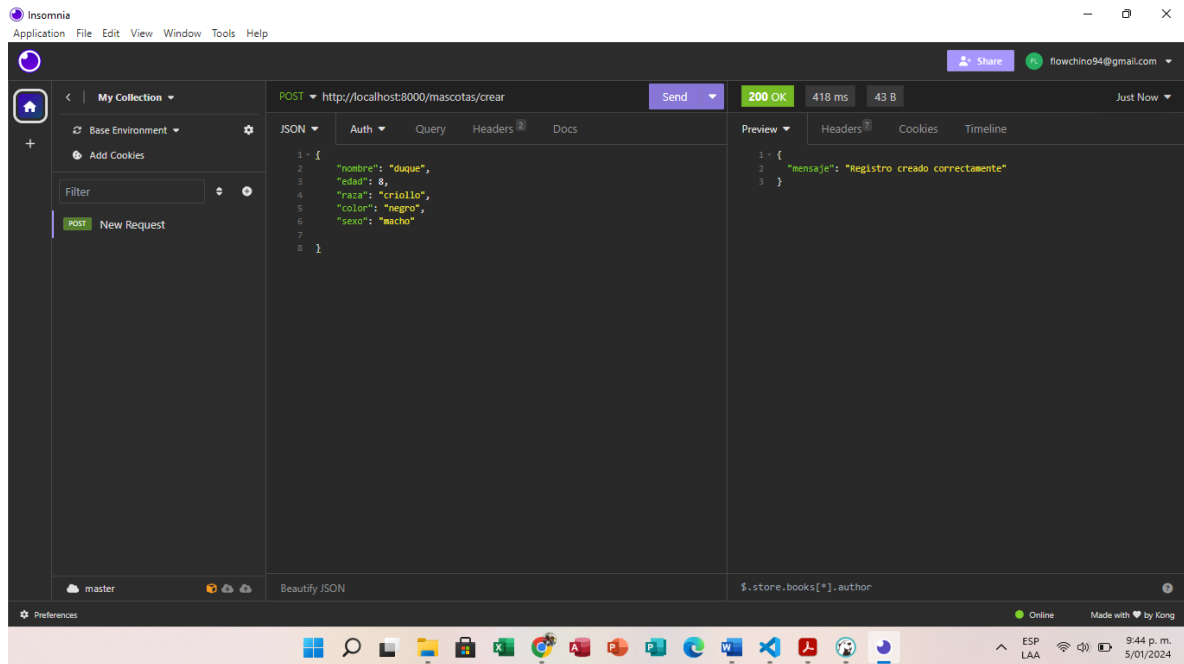 Insomnia
Application File Edit View Window Tools Help
Share
FL
flowchino94@gmail.com
My Collection
POST http://localhost:8000/mascotas/crear
Send
200 OK
418 ms
43 B
Just Now
Base Environment
JSON
Auth
Query
Headers 2
Docs
Preview
Headers 7
Cookies
Timeline
Add Cookies
Filter
POST New Request
1 {
2 "nombre": "duque",
3 "edad": 8,
4 "raza": "criollo",
5 "color": "negro",
6 "sexo": "macho"
7
8 }
1 {
2 "mensaje": "Registro creado correctamente"
3 }
master
Beautify JSON
$.store.books[*].author
Preferences
Online
Made with ♥ by Kong
ESP
LAA
9:44 p. m.
5/01/2024